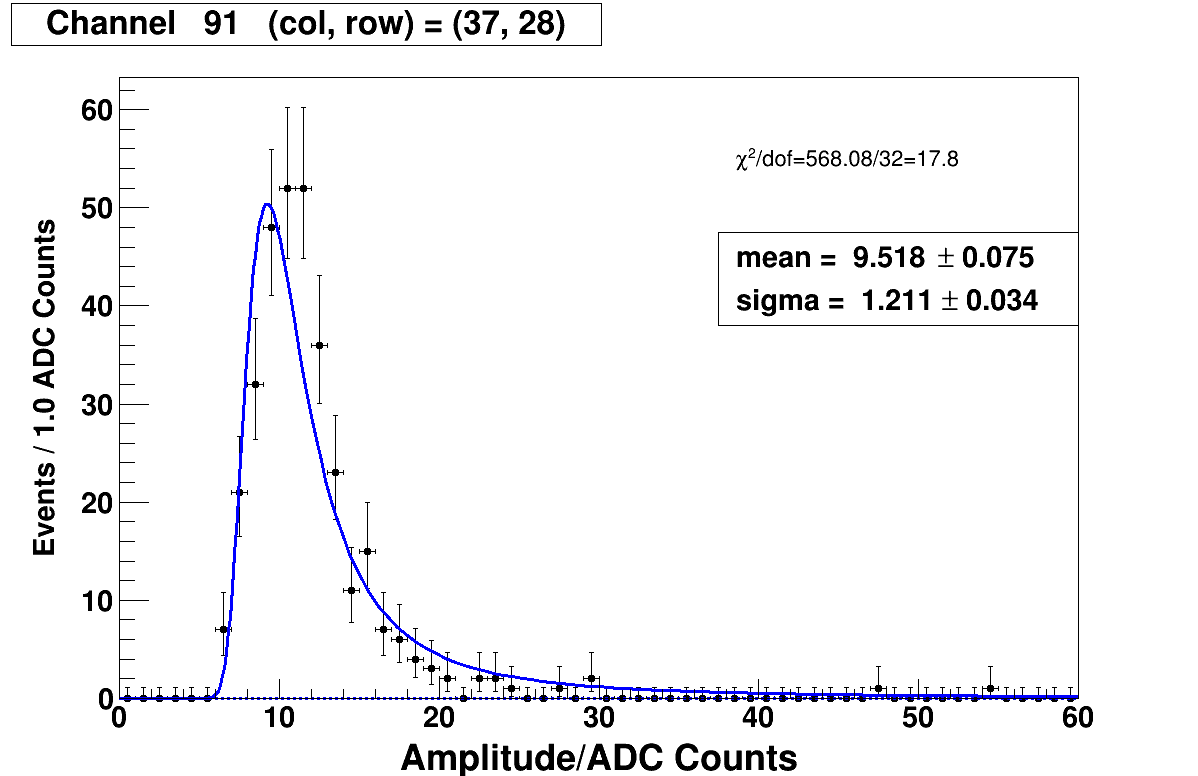 Channel 91 (col, row) = (37, 28)
60
50
40
30
20
10
0
Events / 1.0 ADC Counts
χ²/dof=568.08/32=17.8
mean = 9.518 ± 0.075
sigma = 1.211 ± 0.034
0 10 20 30 40 50 60
Amplitude/ADC Counts